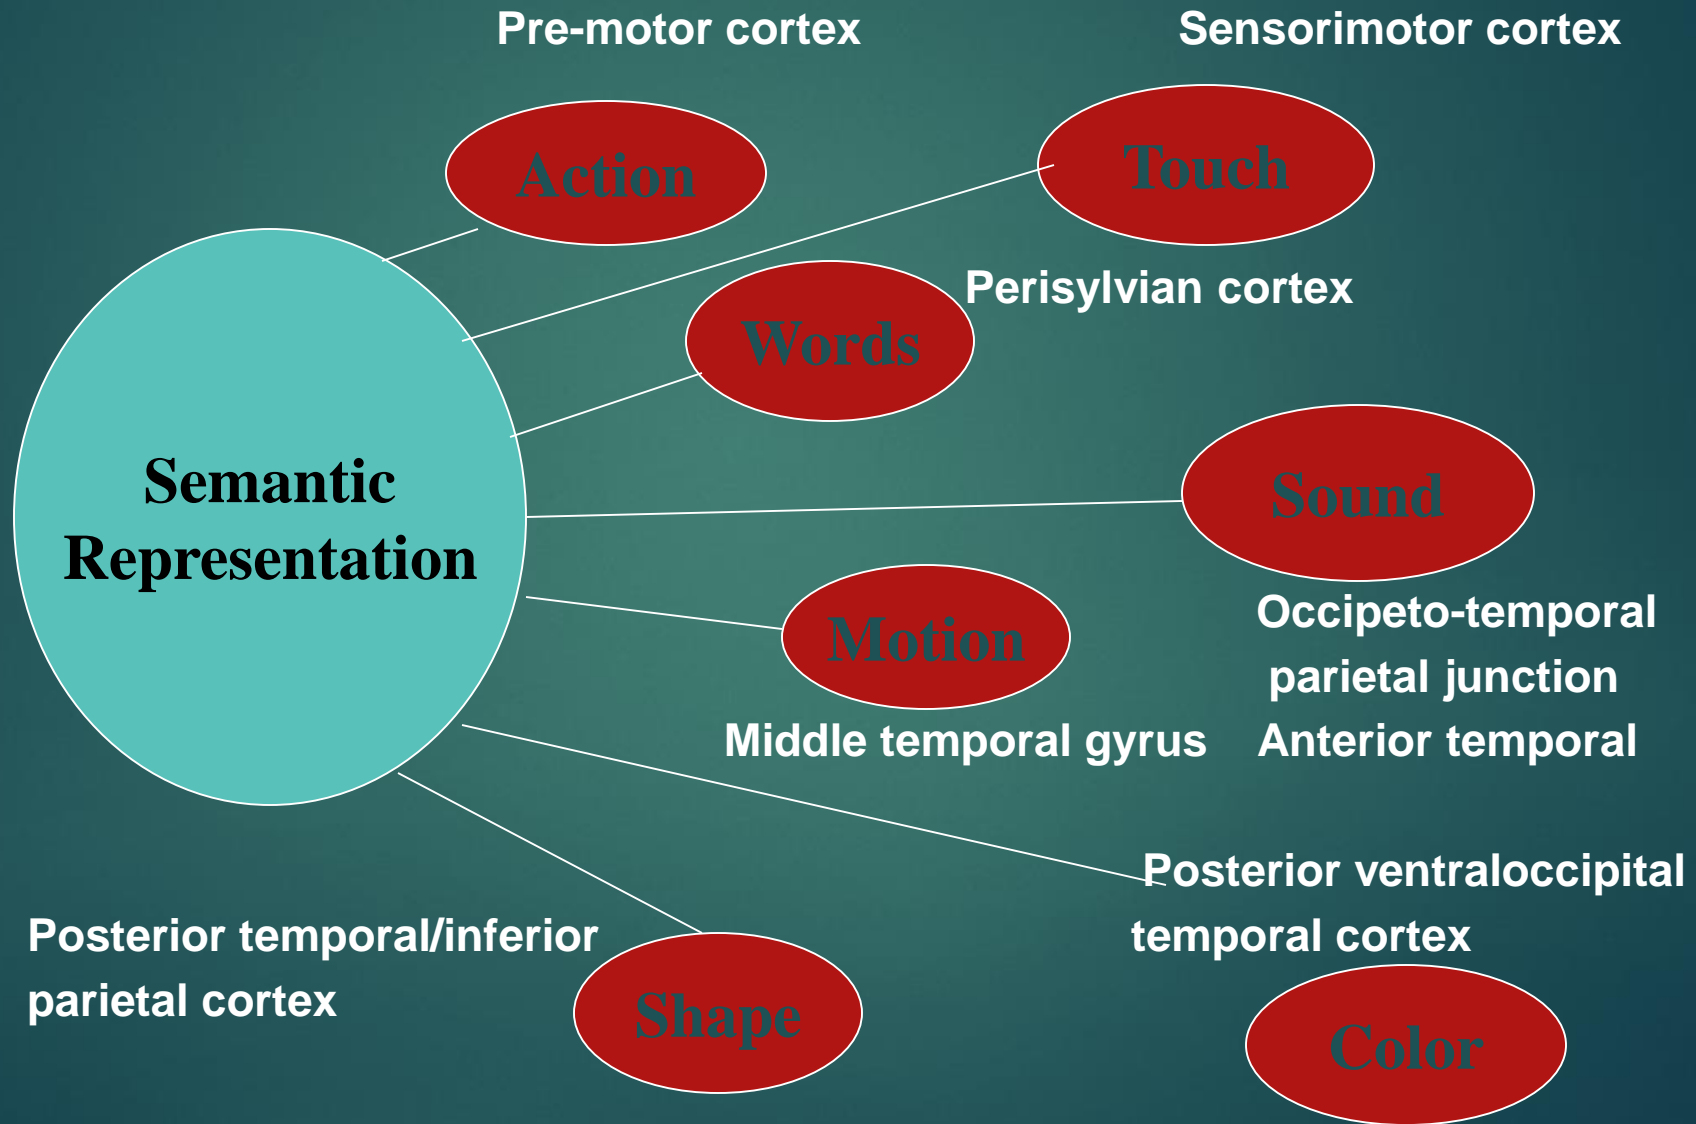 Pre-motor cortex
Sensorimotor cortex
Action
Touch
Perisylvian cortex
Words
Semantic
Representation
Sound
Motion
Occipeto-temporal
parietal junction
Middle temporal gyrus
Anterior temporal
Posterior ventraloccipital
temporal cortex
Posterior temporal/inferior
parietal cortex
Shape
Color